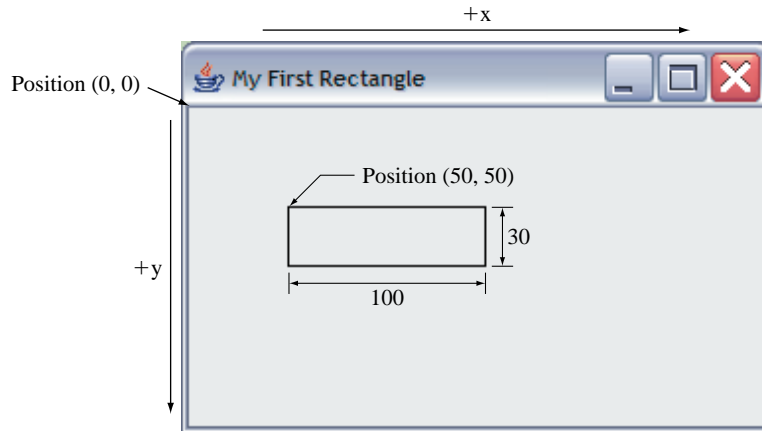 +x
My First Rectangle
Position (0, 0)
Position (50, 50)
30
+y
100